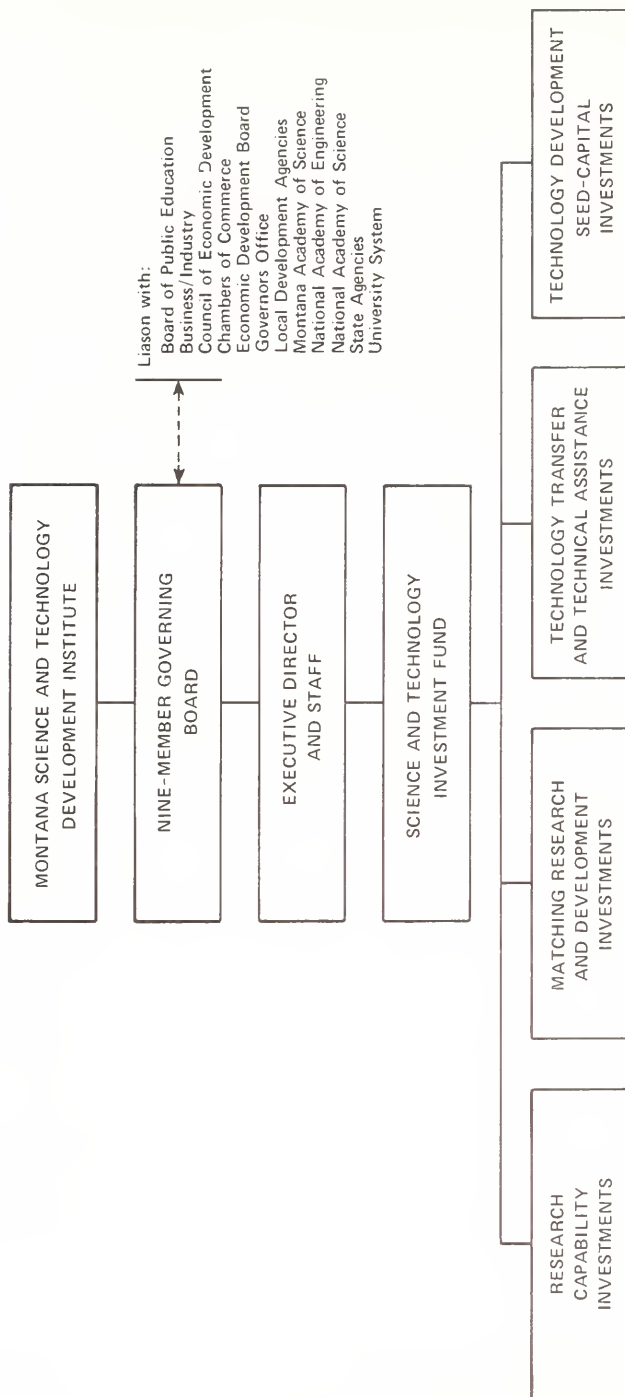 MONTANA SCIENCE AND TECHNOLOGY
DEVELOPMENT INSTITUTE
NINE-MEMBER GOVERNING
BOARD
Liason with:
Board of Public Education
Business/Industry
Council of Economic Development
Chambers of Commerce
Economic Development Board
Governors Office
Local Development Agencies
Montana Academy of Science
National Academy of Engineering
National Academy of Science
State Agencies
University System
EXECUTIVE DIRECTOR
AND STAFF
SCIENCE AND TECHNOLOGY
INVESTMENT FUND
RESEARCH
CAPABILITY
INVESTMENTS
MATCHING RESEARCH
AND DEVELOPMENT
INVESTMENTS
TECHNOLOGY TRANSFER
AND TECHNICAL ASSISTANCE
INVESTMENTS
TECHNOLOGY DEVELOPMENT
SEED-CAPITAL
INVESTMENTS